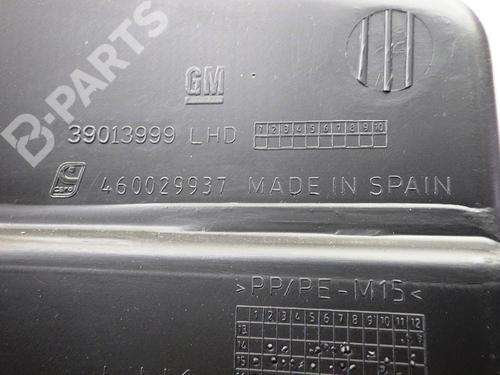 B-PARTS
GM
39013999 LHD
1 2 3 4 5 6 7 8 9 10
460029937 MADE IN SPAIN
>PP/PE-M15<
1 2 3 4 5 6 7 8 9 10 11 12
13
14
15